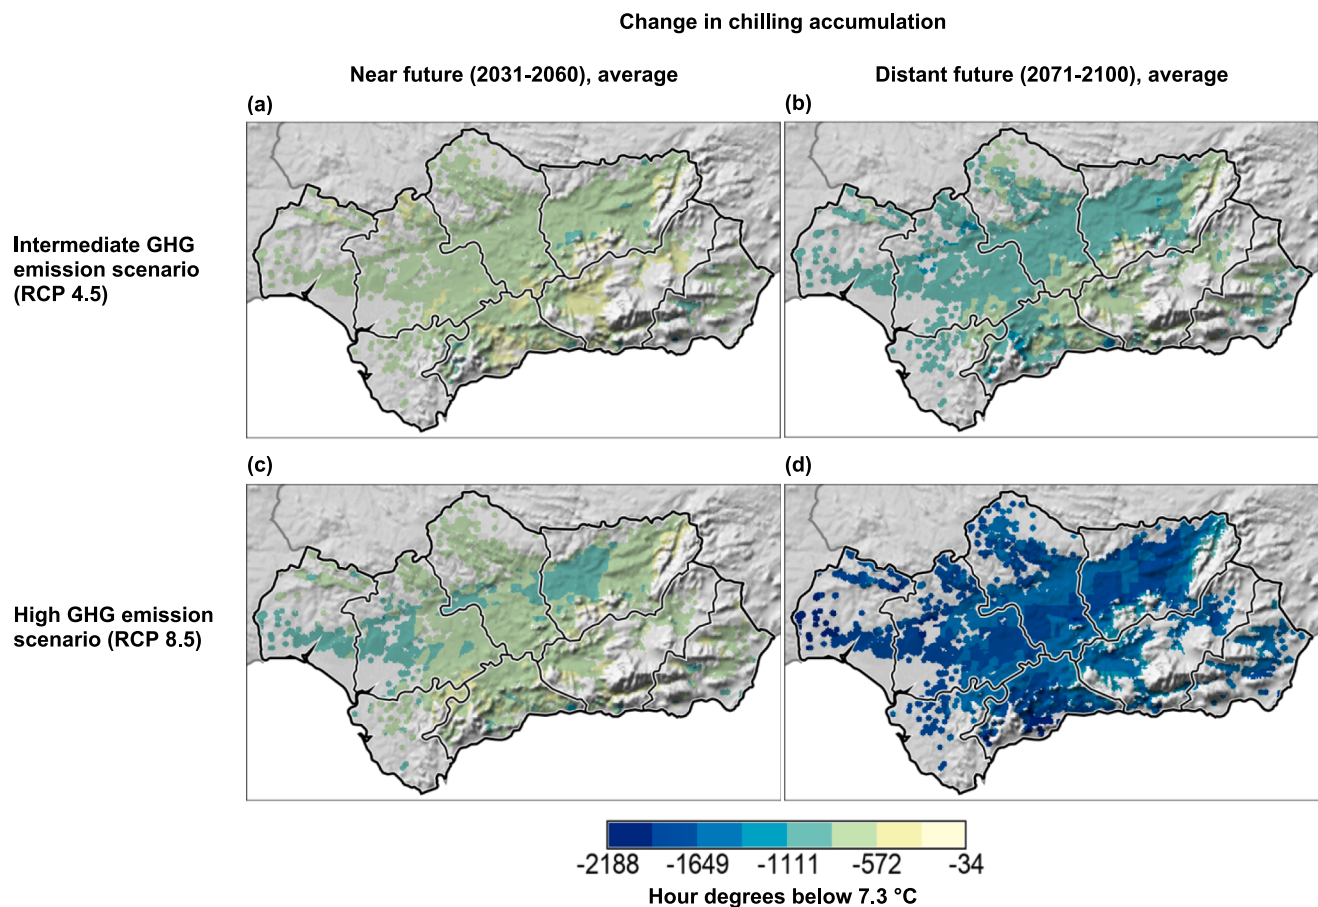 Change in chilling accumulation
Near future (2031-2060), average
Distant future (2071-2100), average
(a)
(b)
Intermediate GHG
emission scenario
(RCP 4.5)
(c)
(d)
High GHG emission
scenario (RCP 8.5)
-2188 -1649 -1111 -572 -34
Hour degrees below 7.3 °C